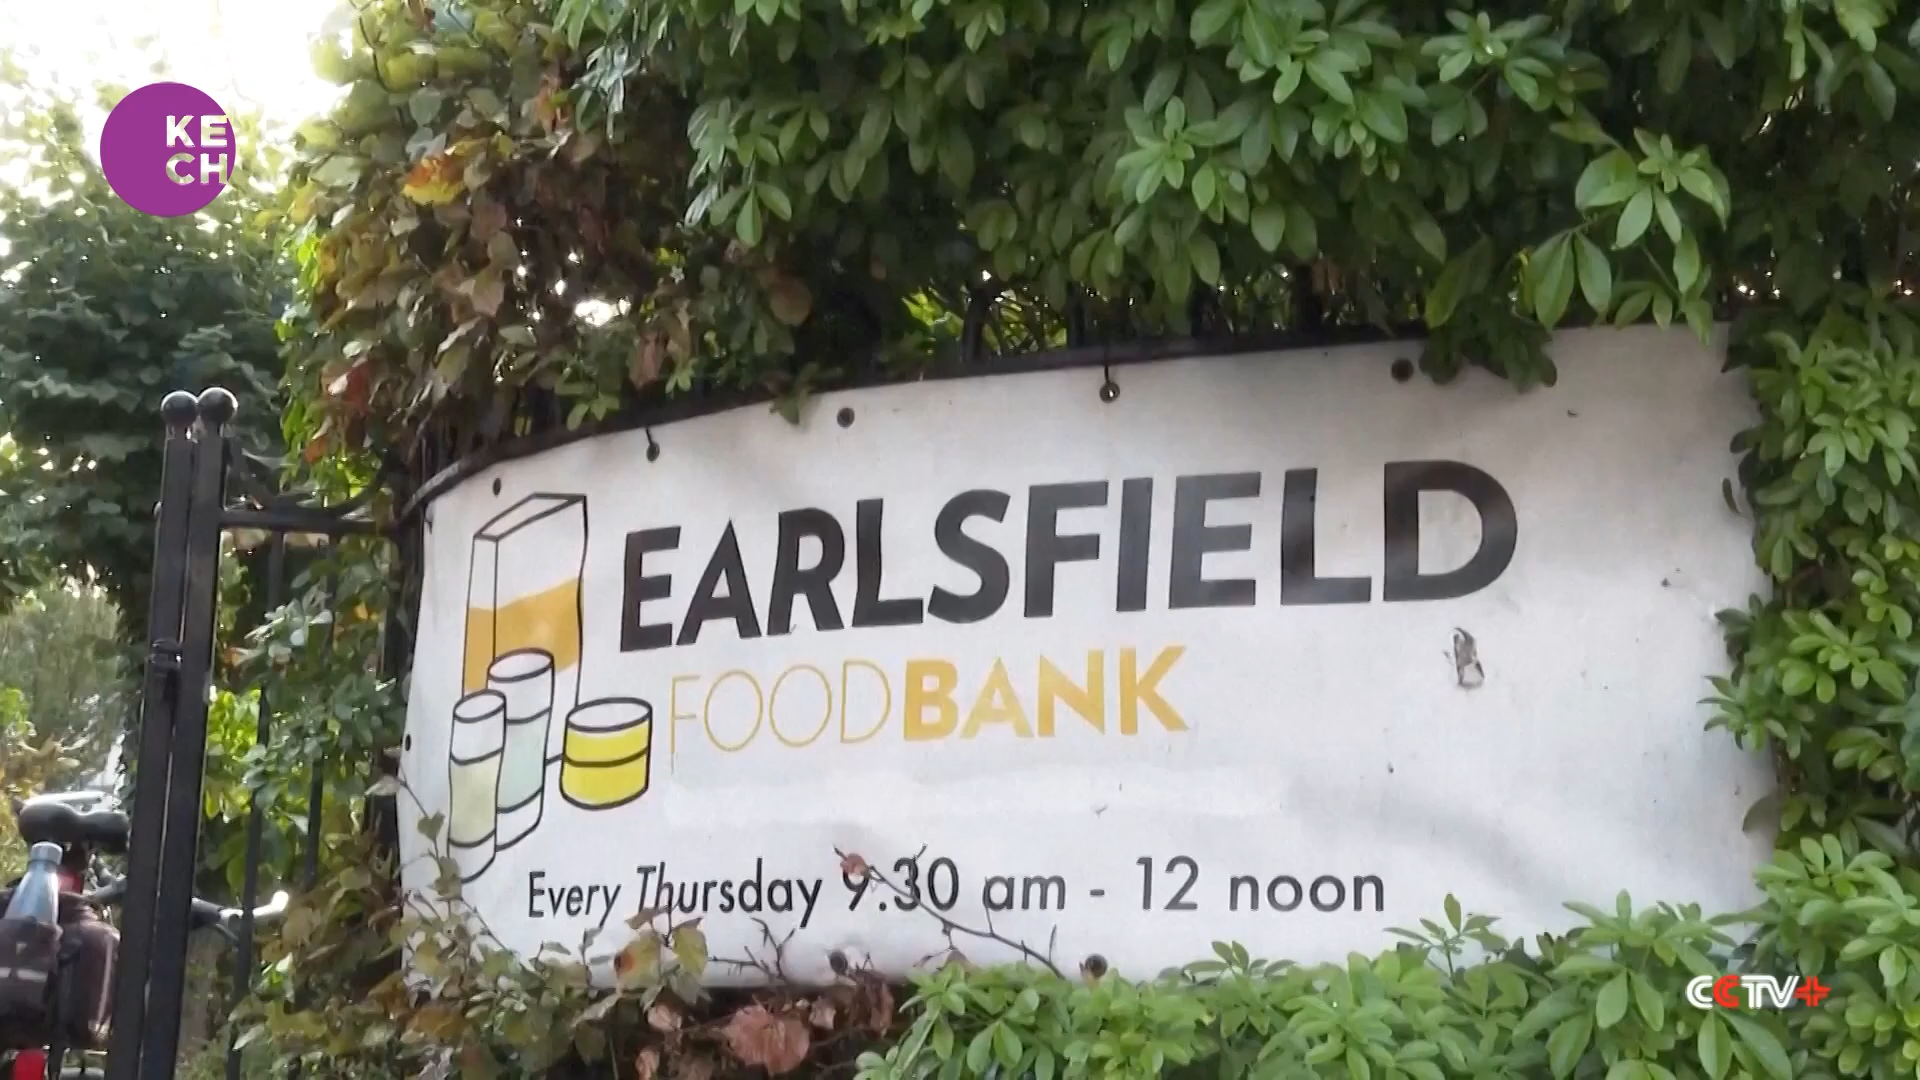 KE
CH
EARLSFIELD
FOODBANK
Every Thursday 9.30 am - 12 noon
CCTV+